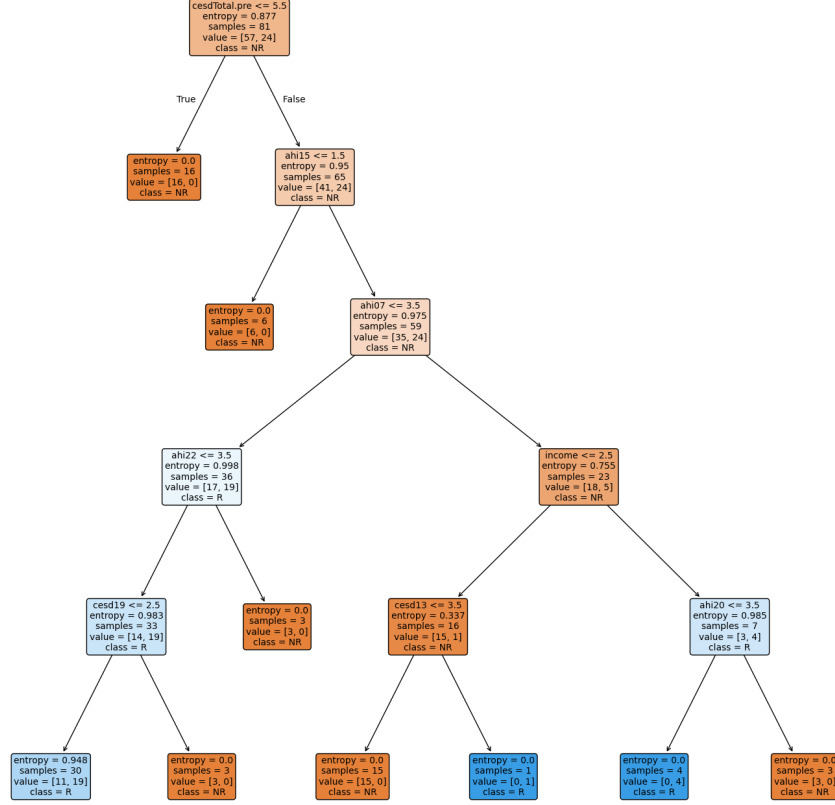 cesdTotal.pre <= 5.5
entropy = 0.877
samples = 81
value = [57, 24]
class = NR
True
False
entropy = 0.0
samples = 16
value = [16, 0]
class = NR
ahi15 <= 1.5
entropy = 0.95
samples = 65
value = [41, 24]
class = NR
entropy = 0.0
samples = 6
value = [6, 0]
class = NR
ahi07 <= 3.5
entropy = 0.975
samples = 59
value = [35, 24]
class = NR
ahi22 <= 3.5
entropy = 0.998
samples = 36
value = [17, 19]
class = R
income <= 2.5
entropy = 0.755
samples = 23
value = [18, 5]
class = NR
cesd19 <= 2.5
entropy = 0.983
samples = 33
value = [14, 19]
class = R
entropy = 0.0
samples = 3
value = [3, 0]
class = NR
cesd13 <= 3.5
entropy = 0.337
samples = 16
value = [15, 1]
class = NR
ahi20 <= 3.5
entropy = 0.985
samples = 7
value = [3, 4]
class = R
entropy = 0.948
samples = 30
value = [11, 19]
class = R
entropy = 0.0
samples = 3
value = [3, 0]
class = NR
entropy = 0.0
samples = 15
value = [15, 0]
class = NR
entropy = 0.0
samples = 1
value = [0, 1]
class = R
entropy = 0.0
samples = 4
value = [0, 4]
class = R
entropy = 0.0
samples = 3
value = [3, 0]
class = NR